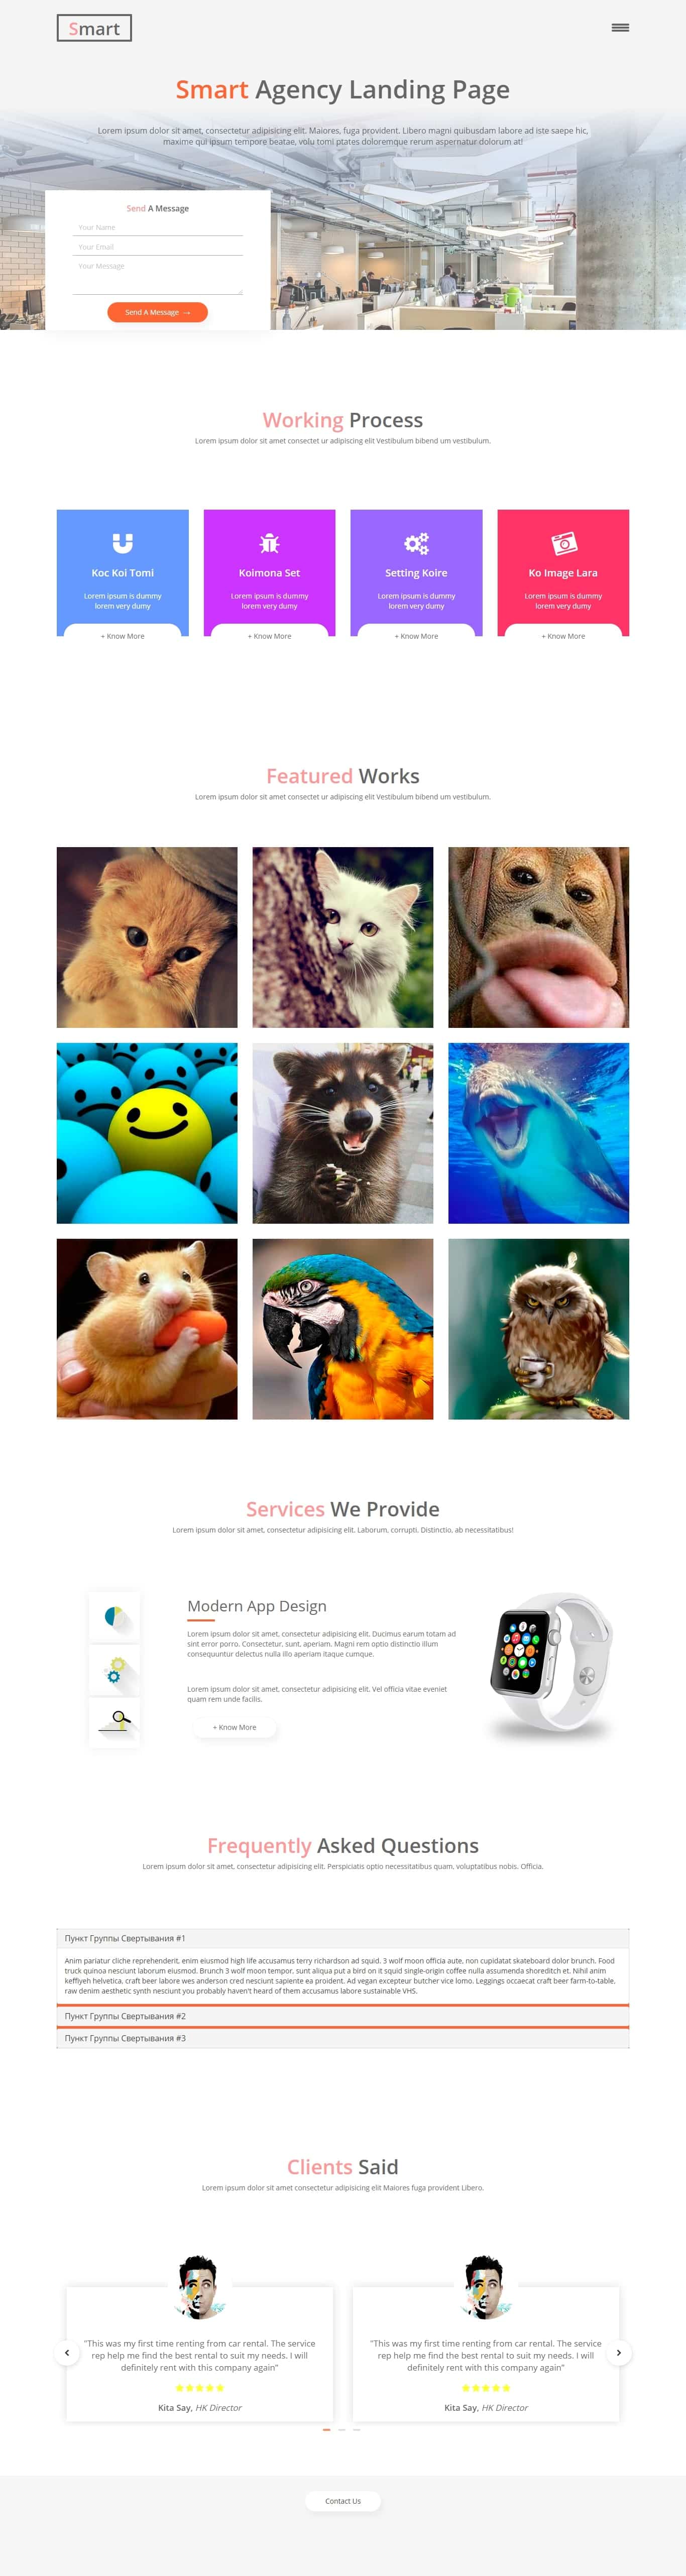 Smart
Smart Agency Landing Page
Lorem ipsum dolor sit amet, consectetur adipisicing elit. Maiores, fuga provident. Libero magni quibusdam labore ad iste saepe hic,
maxime qui ipsum tempore beatae, volu tomi ptates doloremque rerum aspernatur dolorum at!
Send A Message
Your Name
Your Email
Your Message
Send A Message →
Working Process
Lorem ipsum dolor sit amet consectet ur adipiscing elit Vestibulum bibend um vestibulum.
Koc Koi Tomi
Lorem ipsum is dummy
lorem very dumy
+ Know More
Koimona Set
Lorem ipsum is dummy
lorem very dumy
+ Know More
Setting Koire
Lorem ipsum is dummy
lorem very dumy
+ Know More
Ko Image Lara
Lorem ipsum is dummy
lorem very dumy
+ Know More
Featured Works
Lorem ipsum dolor sit amet consectet ur adipiscing elit Vestibulum bibend um vestibulum.
Services We Provide
Lorem ipsum dolor sit amet, consectetur adipisicing elit. Laborum, corrupti. Distinctio, ab necessitatibus!
Modern App Design
Lorem ipsum dolor sit amet, consectetur adipisicing elit. Ducimus earum totam ad
sint error porro. Consectetur, sunt, aperiam. Magni rem optio distinctio illum
consequuntur delectus nulla illo aperiam itaque cumque.
Lorem ipsum dolor sit amet, consectetur adipisicing elit. Vel officia vitae eveniet
quam rem unde facilis.
+ Know More
Frequently Asked Questions
Lorem ipsum dolor sit amet, consectetur adipisicing elit. Perspiciatis optio necessitatibus quam, voluptatibus nobis. Officia.
Пункт Группы Свертывания #1
Anim pariatur cliche reprehenderit, enim eiusmod high life accusamus terry richardson ad squid. 3 wolf moon officia aute, non cupidatat skateboard dolor brunch. Food
truck quinoa nesciunt laborum eiusmod. Brunch 3 wolf moon tempor, sunt aliqua put a bird on it squid single-origin coffee nulla assumenda shoreditch et. Nihil anim
keffiyeh helvetica, craft beer labore wes anderson cred nesciunt sapiente ea proident. Ad vegan excepteur butcher vice lomo. Leggings occaecat craft beer farm-to-table,
raw denim aesthetic synth nesciunt you probably haven't heard of them accusamus labore sustainable VHS.
Пункт Группы Свертывания #2
Пункт Группы Свертывания #3
Clients Said
Lorem ipsum dolor sit amet consectetur adipisicing elit Maiores fuga provident Libero.
"This was my first time renting from car rental. The service
rep help me find the best rental to suit my needs. I will
definitely rent with this company again"
Kita Say, HK Director
"This was my first time renting from car rental. The service
rep help me find the best rental to suit my needs. I will
definitely rent with this company again"
Kita Say, HK Director
Contact Us